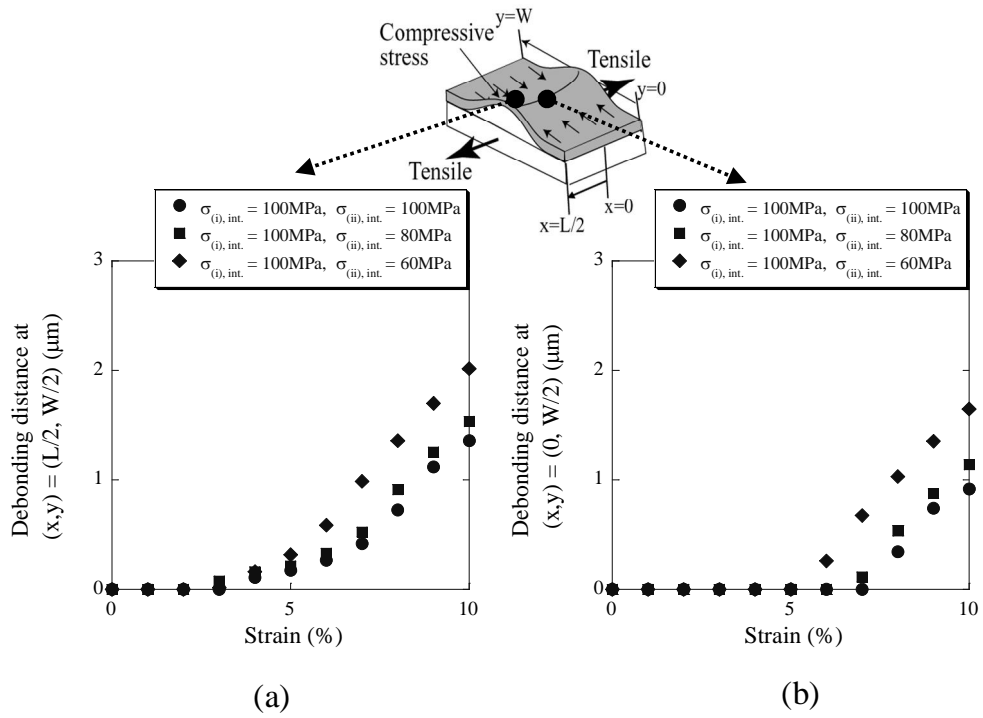 y=W
Compressive
stress
Tensile
y=0
Tensile
x=0
x=L/2
σ(i), int. = 100MPa, σ(ii), int. = 100MPa
σ(i), int. = 100MPa, σ(ii), int. = 80MPa
σ(i), int. = 100MPa, σ(ii), int. = 60MPa
3
2
1
0
0
5
10
Debonding distance at
(x,y) = (L/2, W/2) (μm)
Strain (%)
(a)
σ(i), int. = 100MPa, σ(ii), int. = 100MPa
σ(i), int. = 100MPa, σ(ii), int. = 80MPa
σ(i), int. = 100MPa, σ(ii), int. = 60MPa
3
2
1
0
0
5
10
Debonding distance at
(x,y) = (0, W/2) (μm)
Strain (%)
(b)